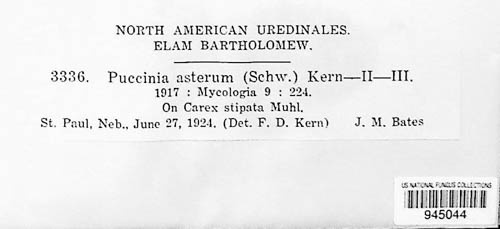 NORTH AMERICAN UREDINALES.
ELAM BARTHOLOMEW.
3336. Puccinia asterum (Schw.) Kern—II—III.
1917 : Mycologia 9 : 224.
On Carex stipata Muhl.
St. Paul, Neb., June 27, 1924. (Det. F. D. Kern) J. M. Bates
US NATIONAL FUNGUS COLLECTIONS
945044